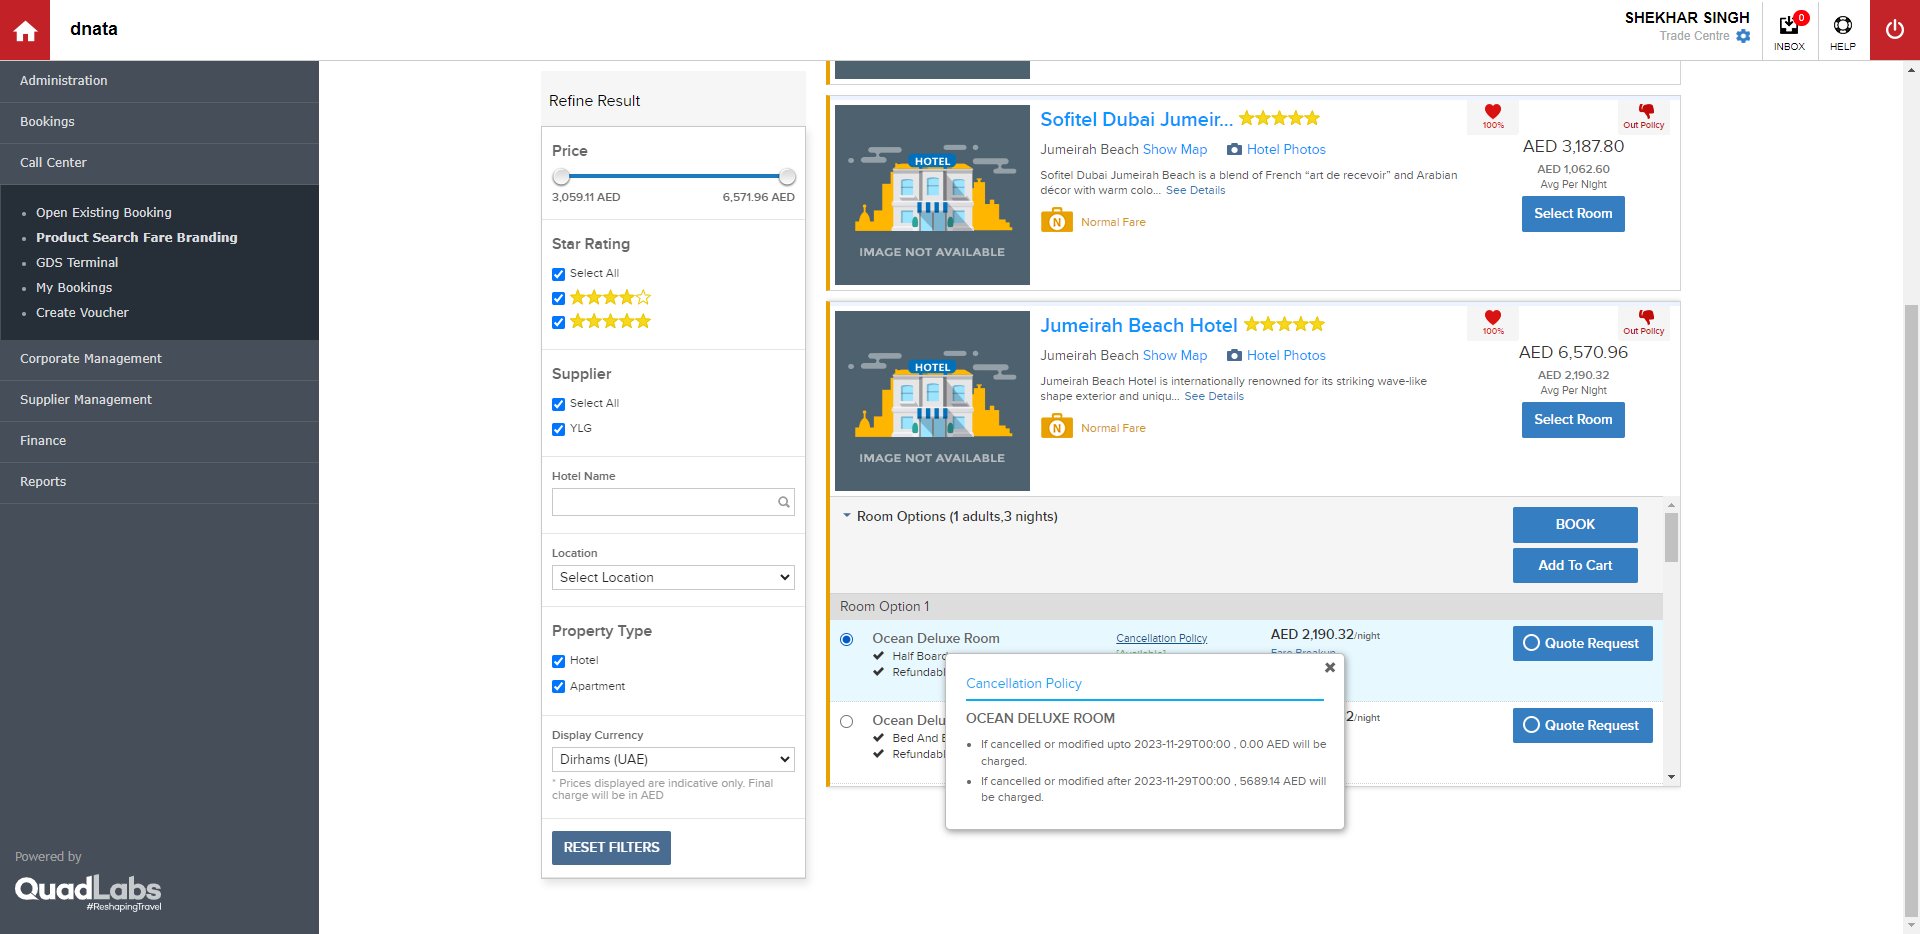 dnata
SHEKHAR SINGH
Trade Centre
0
INBOX
HELP
Administration
Bookings
Call Center
Open Existing Booking
Product Search Fare Branding
GDS Terminal
My Bookings
Create Voucher
Corporate Management
Supplier Management
Finance
Reports
Powered by
QuadLabs
#ReshapingTravel
Refine Result
Price
3,059.11 AED 6,571.96 AED
Star Rating
Select All
Supplier
Select All
YLG
Hotel Name
Location
Select Location
Property Type
Hotel
Apartment
Display Currency
Dirhams (UAE)
* Prices displayed are indicative only. Final
charge will be in AED
RESET FILTERS
HOTEL
IMAGE NOT AVAILABLE
Sofitel Dubai Jumeir...
Jumeirah Beach Show Map Hotel Photos
Sofitel Dubai Jumeirah Beach is a blend of French “art de recevoir” and Arabian
décor with warm colo... See Details
N Normal Fare
100%
Out Policy
AED 3,187.80
AED 1,062.60
Avg Per Night
Select Room
HOTEL
IMAGE NOT AVAILABLE
Jumeirah Beach Hotel
Jumeirah Beach Show Map Hotel Photos
Jumeirah Beach Hotel is internationally renowned for its striking wave-like
shape exterior and uniqu... See Details
N Normal Fare
100%
Out Policy
AED 6,570.96
AED 2,190.32
Avg Per Night
Select Room
Room Options (1 adults,3 nights)
BOOK
Add To Cart
Room Option 1
Ocean Deluxe Room Cancellation Policy AED 2,190.32/night
Quote Request
Half Board
Refundabl
Ocean Delu 2/night
Quote Request
Bed And B
Refundabl
Cancellation Policy
OCEAN DELUXE ROOM
If cancelled or modified upto 2023-11-29T00:00 , 0.00 AED will be
charged.
If cancelled or modified after 2023-11-29T00:00 , 5689.14 AED will
be charged.